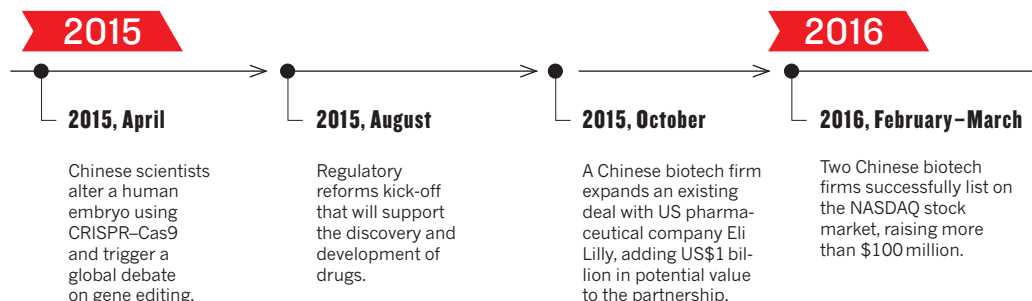 2015
2016
2015, April
Chinese scientists
alter a human
embryo using
CRISPR–Cas9
and trigger a
global debate
on gene editing.
2015, August
Regulatory
reforms kick-off
that will support
the discovery and
development of
drugs.
2015, October
A Chinese biotech firm
expands an existing
deal with US pharma-
ceutical company Eli
Lilly, adding US$1 bil-
lion in potential value
to the partnership.
2016, February–March
Two Chinese biotech
firms successfully list on
the NASDAQ stock
market, raising more
than $100 million.